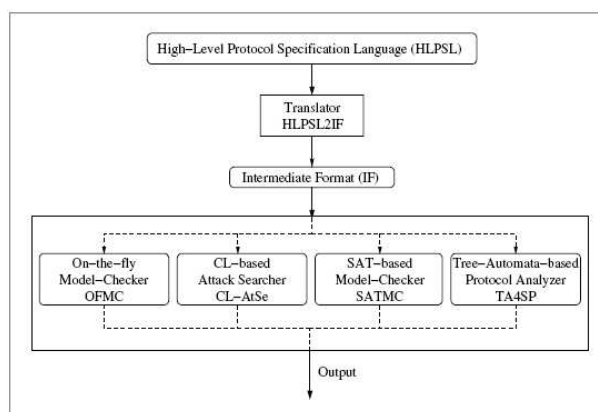 High-Level Protocol Specification Language (HLPSL)
Translator
HLPSL2IF
Intermediate Format (IF)
On-the-fly
Model-Checker
OFMC
CL-based
Attack Searcher
CL-AtSe
SAT-based
Model-Checker
SATMC
Tree-Automata-based
Protocol Analyzer
TA4SP
Output